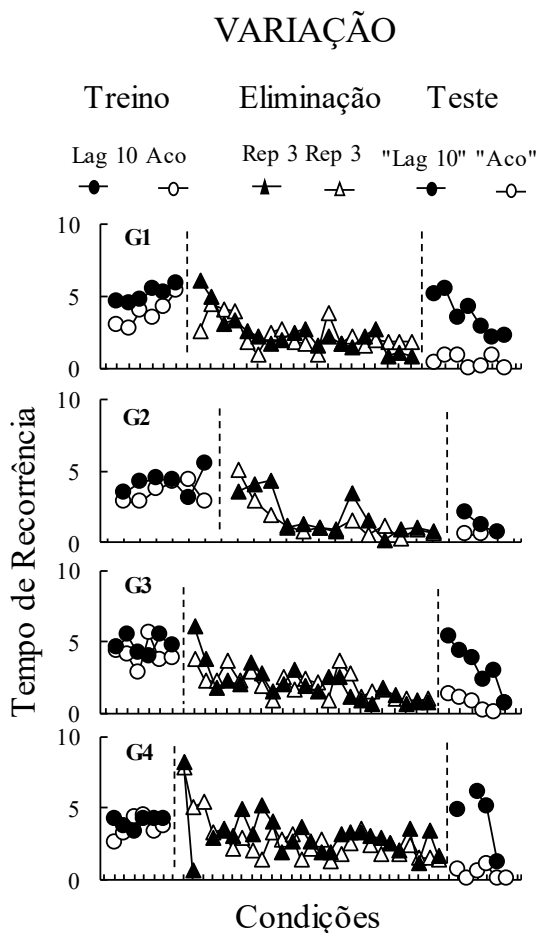 VARIAÇÃO
Treino Eliminação Teste
Lag 10 Aco Rep 3 Rep 3 "Lag 10" "Aco"
Tempo de Recorrência
10
G1
5
0
10
G2
5
0
10
G3
5
0
10
G4
5
0
Condições